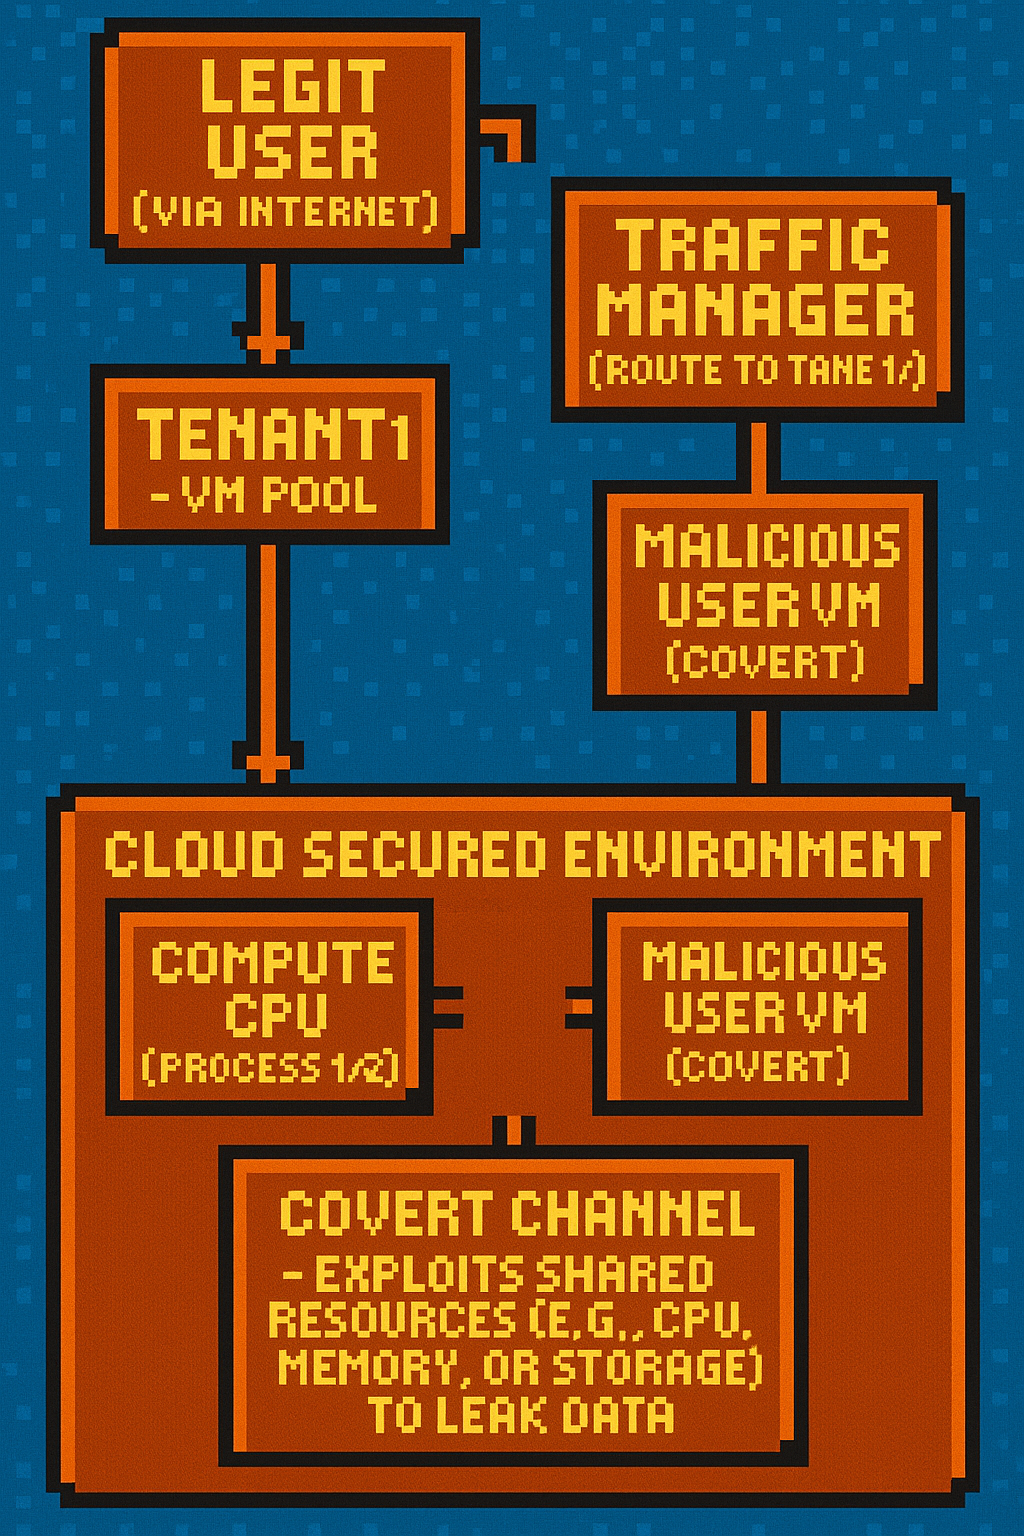 LEGIT
USER
(VIA INTERNET)
TRAFFIC
MANAGER
(ROUTE TO TANE 1/)
TENANT1
- VM POOL
MALICIOUS
USER VM
(COVERT)
CLOUD SECURED ENVIRONMENT
COMPUTE
CPU
(PROCESS 1/2)
MALICIOUS
USER VM
(COVERT)
COVERT CHANNEL
- EXPLOITS SHARED
RESOURCES (E.G., CPU,
MEMORY, OR STORAGE)
TO LEAK DATA